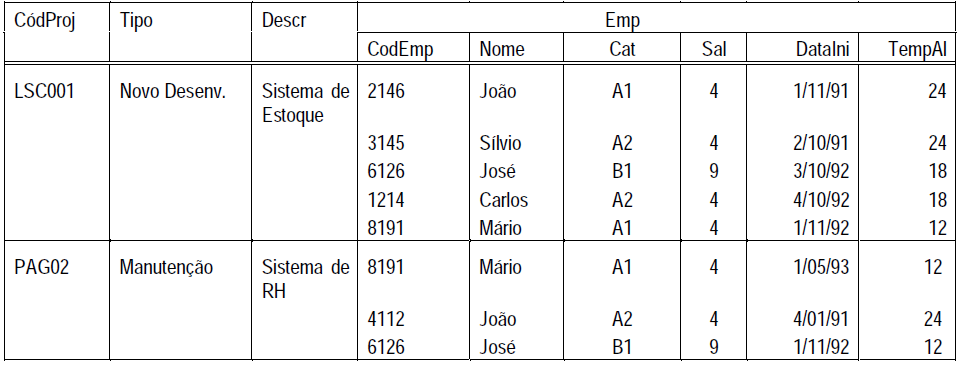 CódProj Tipo Descr Emp
CodEmp Nome Cat Sal DataIni TempAl
LSC001 Novo Desenv. Sistema de 2146 João A1 4 1/11/91 24
Estoque
3145 Sílvio A2 4 2/10/91 24
6126 José B1 9 3/10/92 18
1214 Carlos A2 4 4/10/92 18
8191 Mário A1 4 1/11/92 12
PAG02 Manutenção Sistema de 8191 Mário A1 4 1/05/93 12
RH
4112 João A2 4 4/01/91 24
6126 José B1 9 1/11/92 12